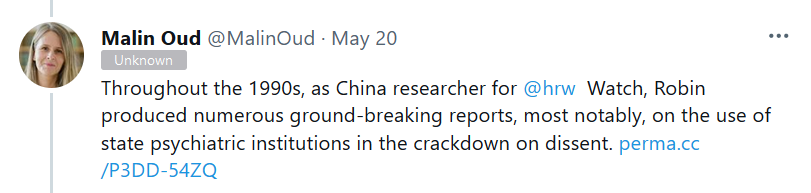 Malin Oud @MalinOud · May 20
Unknown
Throughout the 1990s, as China researcher for @hrw Watch, Robin
produced numerous ground-breaking reports, most notably, on the use of
state psychiatric institutions in the crackdown on dissent. perma.cc
/P3DD-54ZQ